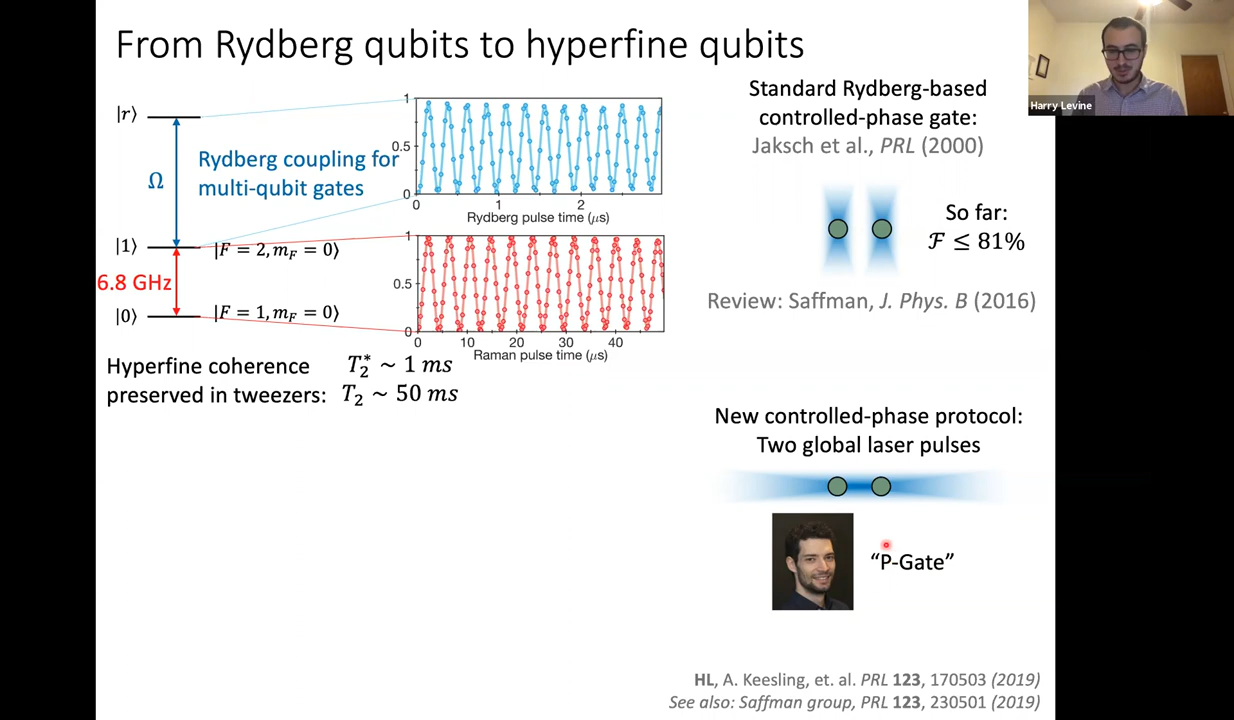 From Rydberg qubits to hyperfine qubits
Harry Levine
|r⟩
Ω
|1⟩
6.8 GHz
|0⟩
Rydberg coupling for
multi-qubit gates
|F = 2, m_F = 0⟩
|F = 1, m_F = 0⟩
1
0.5
0
0 1 2
Rydberg pulse time (μs)
1
0.5
0
0 10 20 30 40
Raman pulse time (μs)
Hyperfine coherence T₂* ~ 1 ms
preserved in tweezers: T₂ ~ 50 ms
Standard Rydberg-based
controlled-phase gate:
Jaksch et al., PRL (2000)
So far:
ℱ ≤ 81%
Review: Saffman, J. Phys. B (2016)
New controlled-phase protocol:
Two global laser pulses
“P-Gate”
HL, A. Keesling, et. al. PRL 123, 170503 (2019)
See also: Saffman group, PRL 123, 230501 (2019)